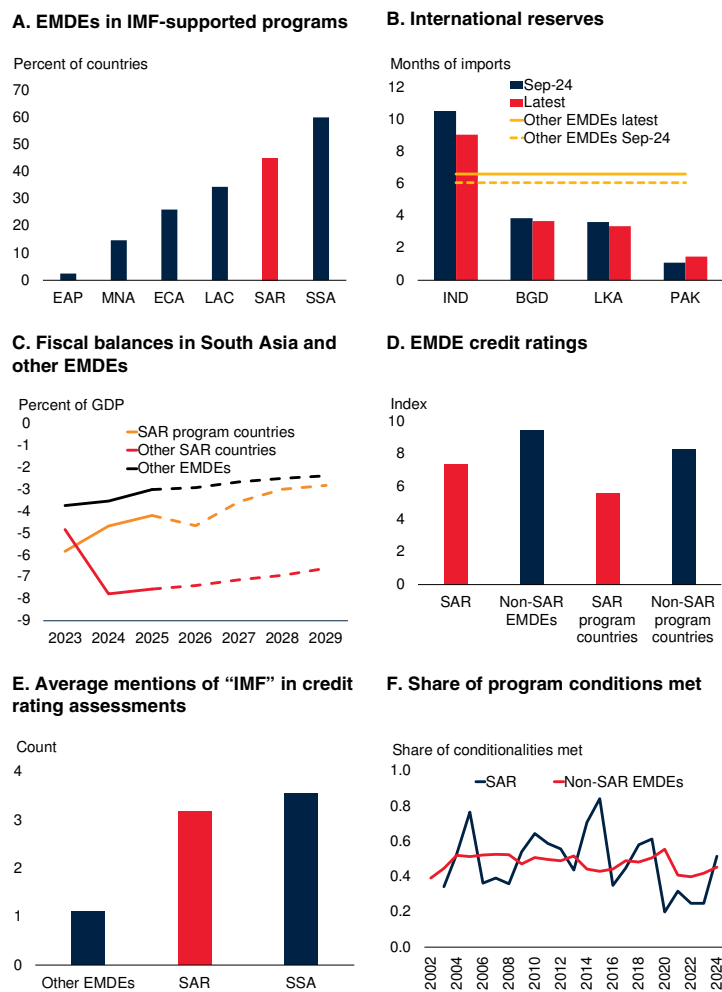 A. EMDEs in IMF-supported programs
Percent of countries
70
60
50
40
30
20
10
0
EAP MNA ECA LAC SAR SSA
B. International reserves
Months of imports
12
10
8
6
4
2
0
Sep-24
Latest
Other EMDEs latest
Other EMDEs Sep-24
IND BGD LKA PAK
C. Fiscal balances in South Asia and
other EMDEs
Percent of GDP
0
-1
-2
-3
-4
-5
-6
-7
-8
-9
SAR program countries
Other SAR countries
Other EMDEs
2023 2024 2025 2026 2027 2028 2029
D. EMDE credit ratings
Index
10
8
6
4
2
0
SAR
Non-SAR
EMDEs
SAR
program
countries
Non-SAR
program
countries
E. Average mentions of “IMF” in credit
rating assessments
Count
4
3
2
1
0
Other EMDEs SAR SSA
F. Share of program conditions met
Share of conditionalities met
1.0
0.8
0.6
0.4
0.2
0.0
SAR
Non-SAR EMDEs
2002
2004
2006
2008
2010
2012
2014
2016
2018
2020
2022
2024